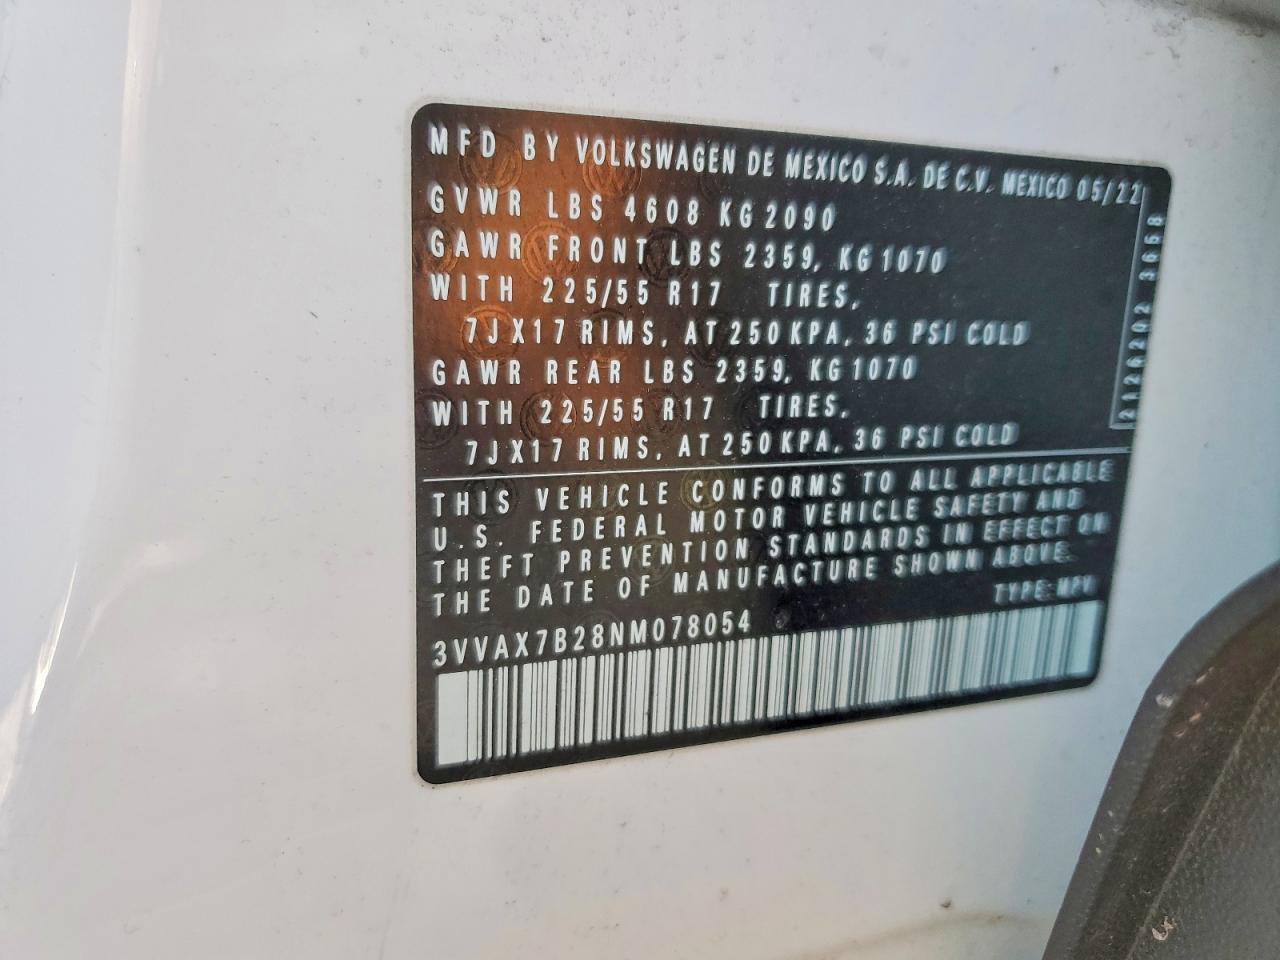 MFD BY VOLKSWAGEN DE MEXICO S.A. DE C.V. MEXICO 05/22
GVWR LBS 4608 KG 2090
GAWR FRONT LBS 2359, KG 1070
WITH 225/55 R17 TIRES,
7J X17 RIMS, AT 250 KPA, 36 PSI COLD
GAWR REAR LBS 2359, KG 1070
WITH 225/55 R17 TIRES,
7J X17 RIMS, AT 250 KPA, 36 PSI COLD
THIS VEHICLE CONFORMS TO ALL APPLICABLE
U.S. FEDERAL MOTOR VEHICLE SAFETY AND
THEFT PREVENTION STANDARDS IN EFFECT ON
THE DATE OF MANUFACTURE SHOWN ABOVE.
TYPE: MPV
3VVAX7B28NM078054